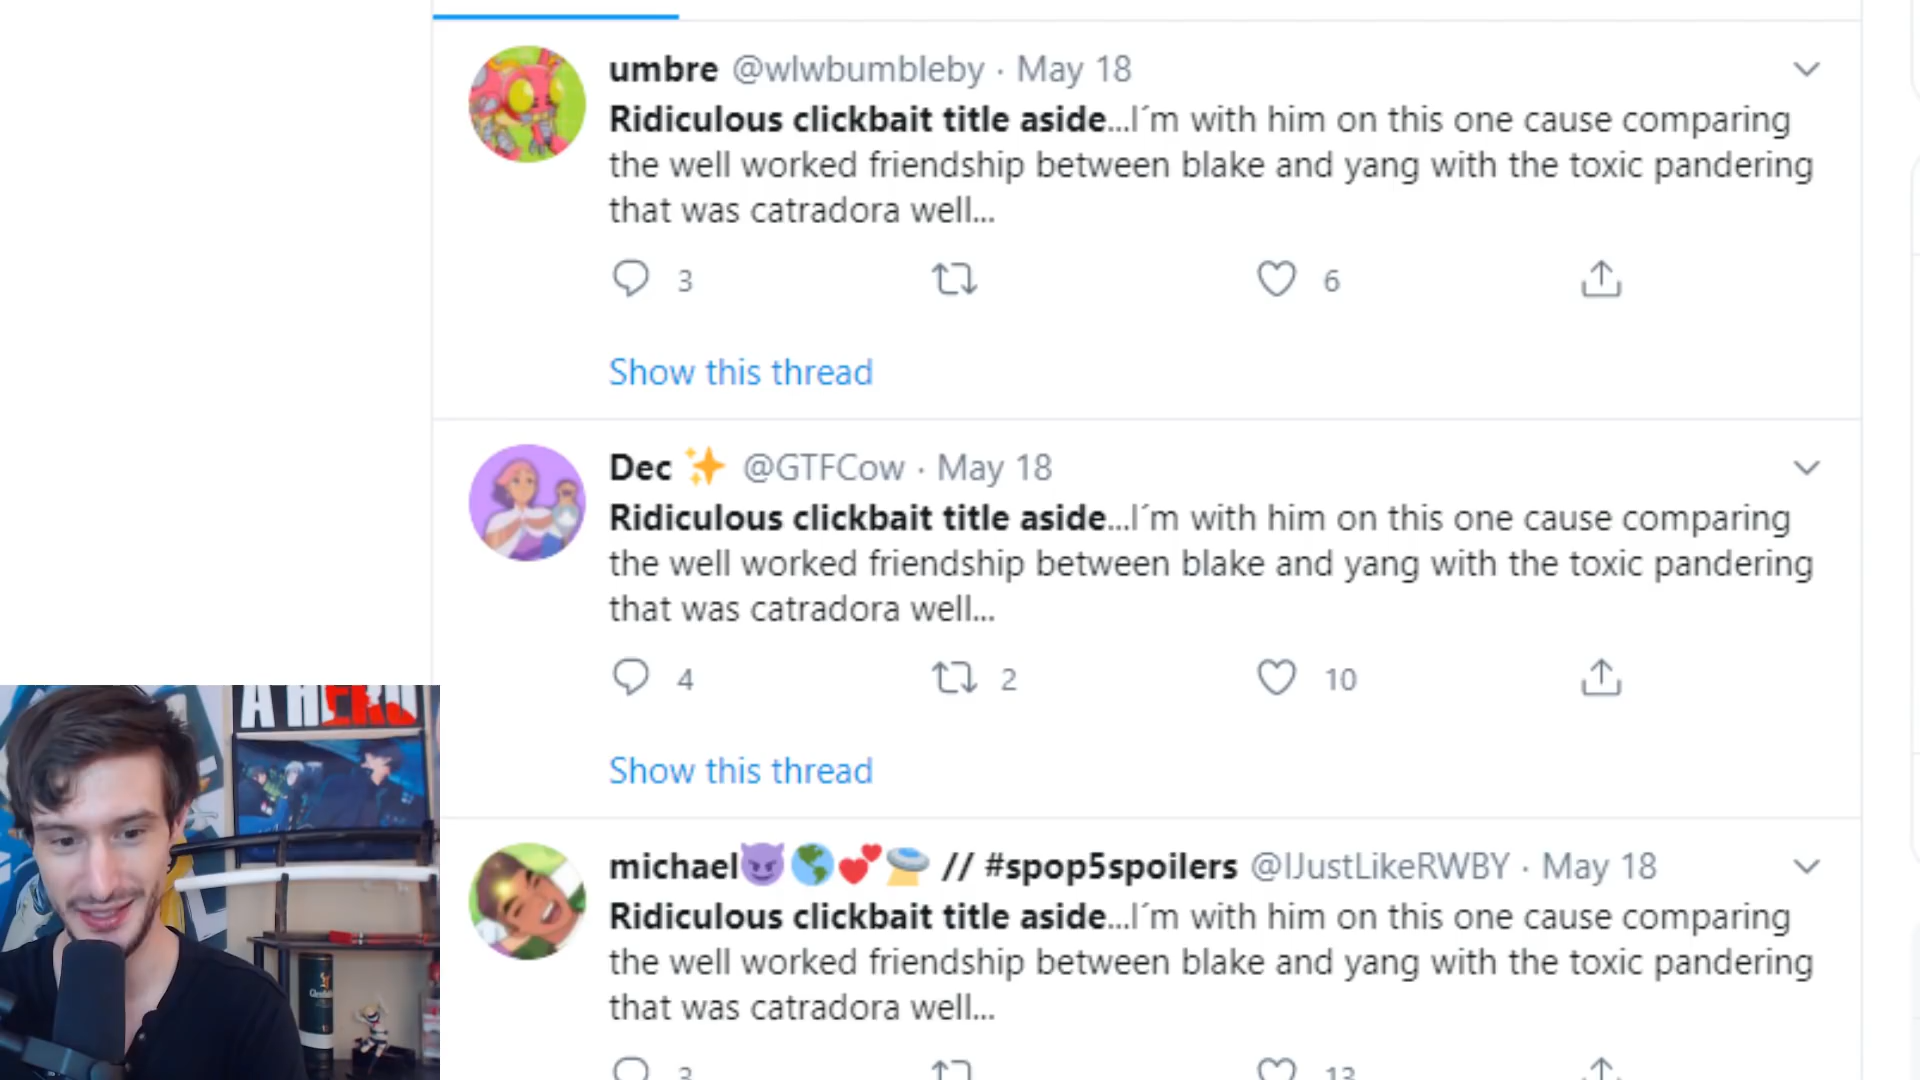 umbre @wlwbumbleby · May 18
Ridiculous clickbait title aside...I´m with him on this one cause comparing
the well worked friendship between blake and yang with the toxic pandering
that was catradora well...
3 6
Show this thread
Dec ✨ @GTFCow · May 18
Ridiculous clickbait title aside...I´m with him on this one cause comparing
the well worked friendship between blake and yang with the toxic pandering
that was catradora well...
4 2 10
Show this thread
michael😈🌎💕🛸 // #spop5spoilers @IJustLikeRWBY · May 18
Ridiculous clickbait title aside...I´m with him on this one cause comparing
the well worked friendship between blake and yang with the toxic pandering
that was catradora well...
3 13
A HERO